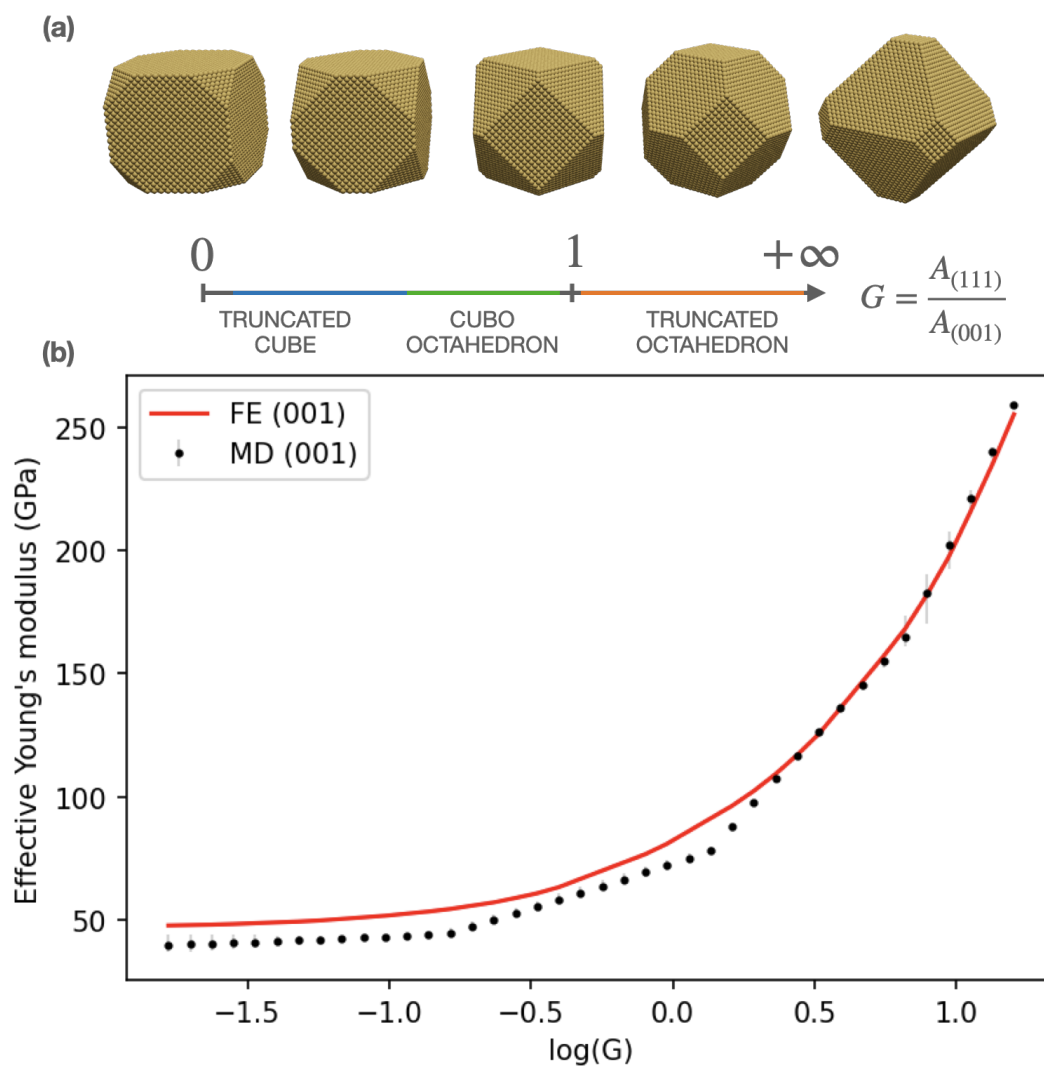 (a)
0
1
+∞
G = A(111) / A(001)
TRUNCATED
CUBE
CUBO
OCTAHEDRON
TRUNCATED
OCTAHEDRON
(b)
FE (001)
MD (001)
Effective Young's modulus (GPa)
250
200
150
100
50
−1.5
−1.0
−0.5
0.0
0.5
1.0
log(G)